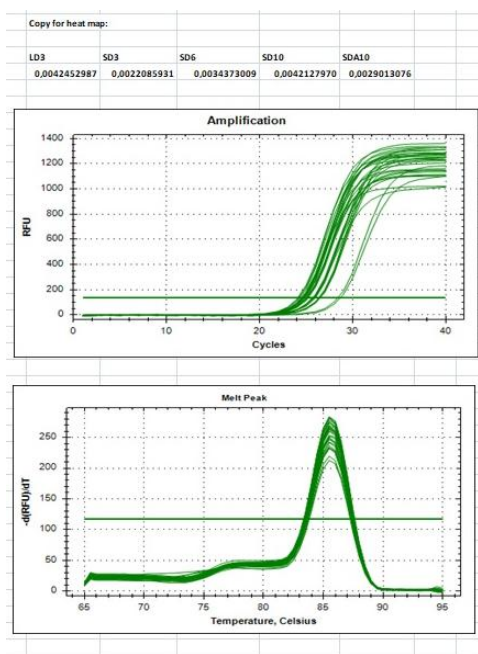 Copy for heat map:
LD3 SD3 SD6 SD10 SDA10
0,0042452987 0,0022085931 0,0034373009 0,0042127970 0,0029013076
Amplification
1400
1200
1000
800
600
400
200
0
RFU
0 10 20 30 40
Cycles
Melt Peak
250
200
150
100
50
0
-d(RFU)/dT
65 70 75 80 85 90 95
Temperature, Celsius